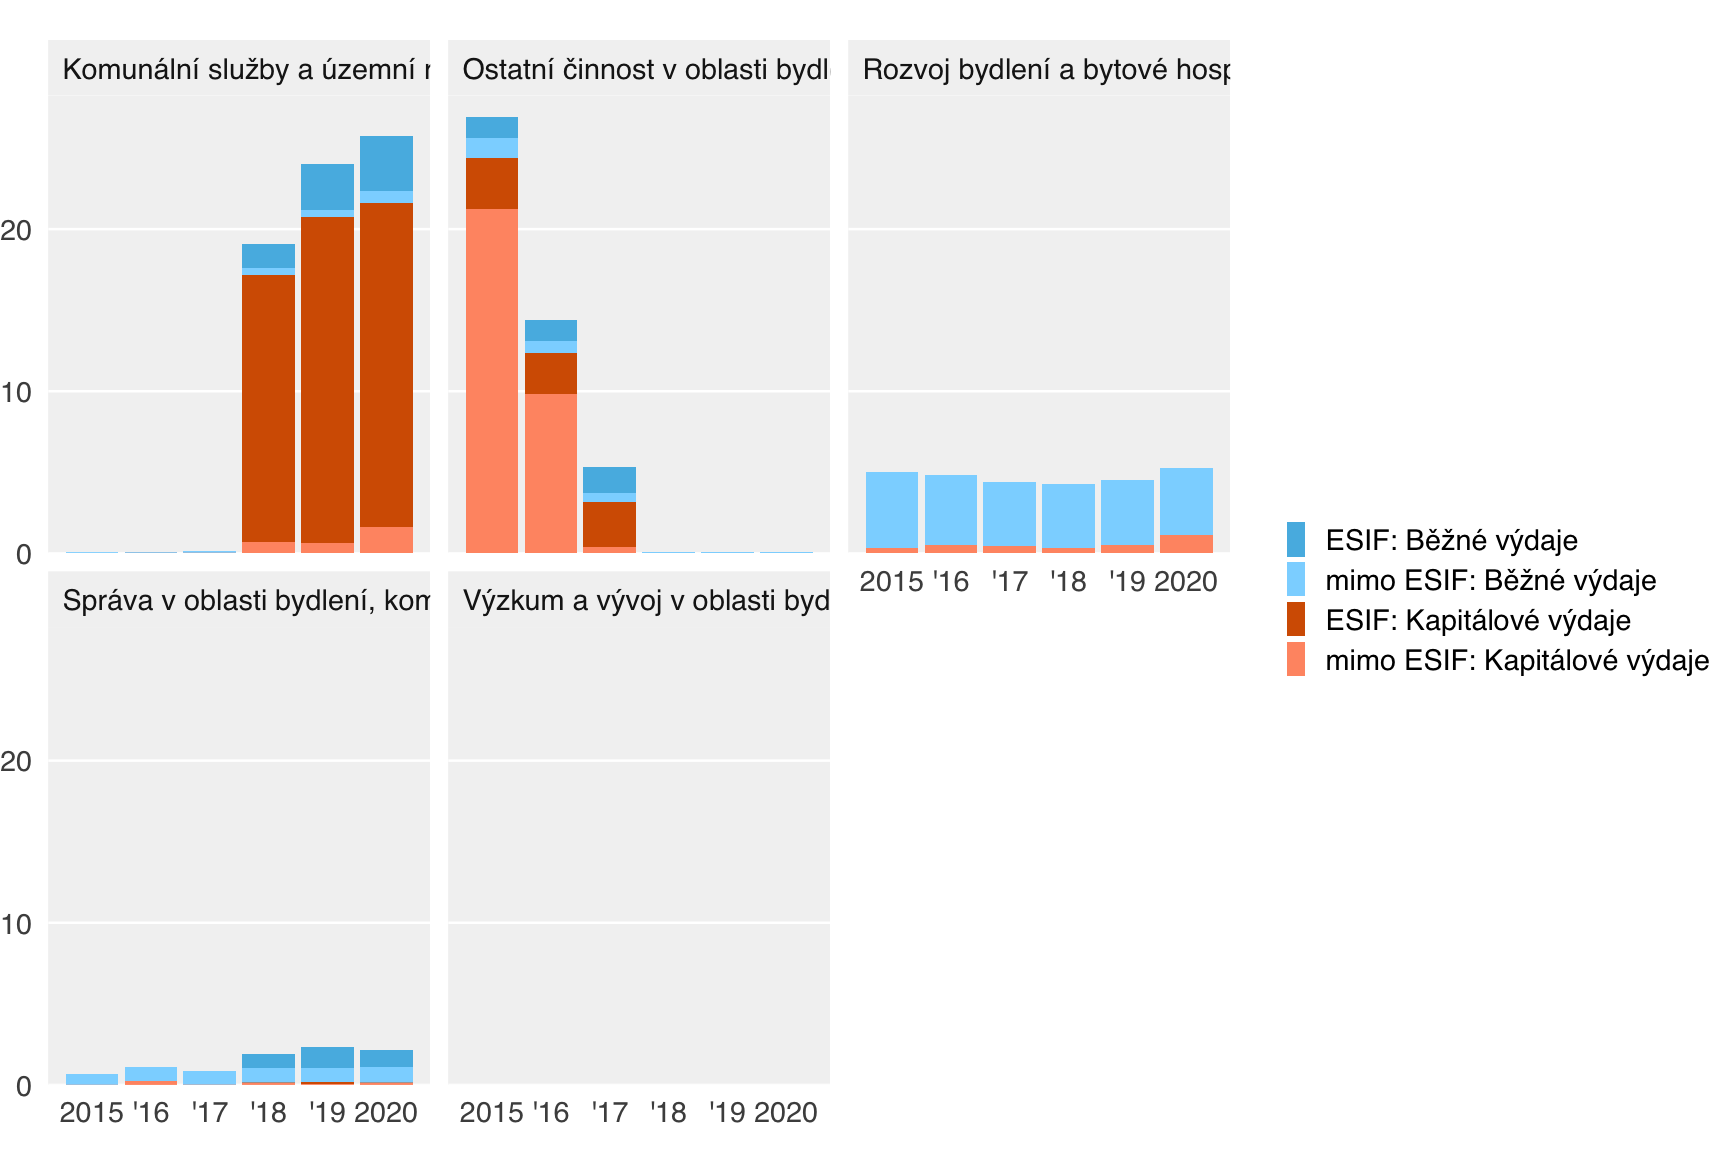 Komunální služby a územní r
Ostatní činnost v oblasti bydl
Rozvoj bydlení a bytové hosp
20
10
0
2015 '16 '17 '18 '19 2020
Správa v oblasti bydlení, kom
Výzkum a vývoj v oblasti byd
20
10
0
2015 '16 '17 '18 '19 2020
2015 '16 '17 '18 '19 2020
ESIF: Běžné výdaje
mimo ESIF: Běžné výdaje
ESIF: Kapitálové výdaje
mimo ESIF: Kapitálové výdaje